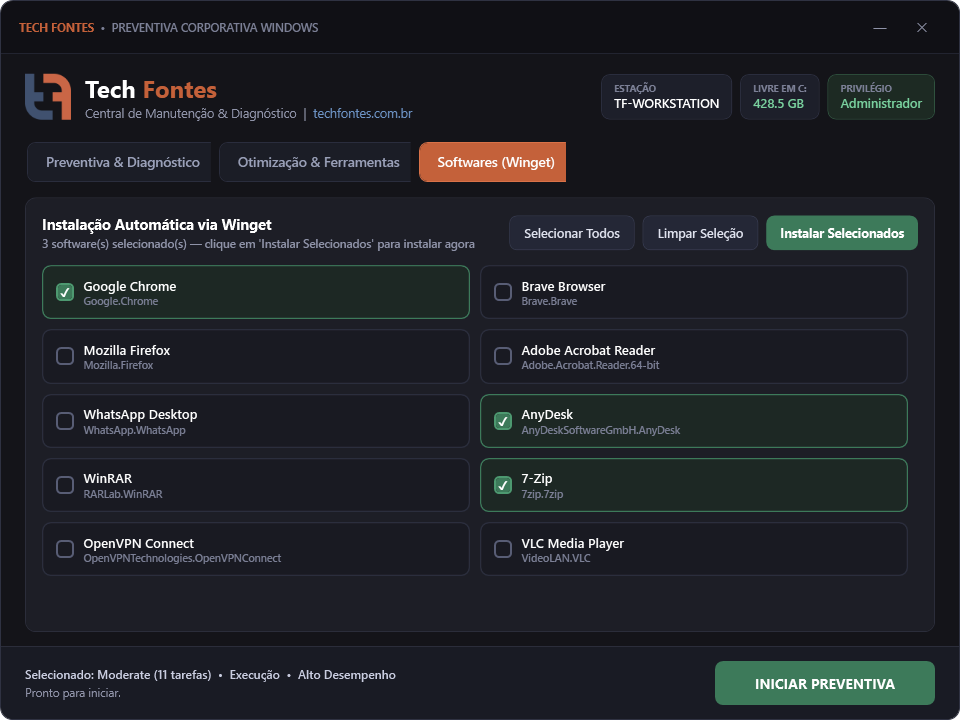 TECH FONTES • PREVENTIVA CORPORATIVA WINDOWS
Tech Fontes
Central de Manutenção & Diagnóstico | techfontes.com.br
ESTAÇÃO
TF-WORKSTATION
LIVRE EM C:
428.5 GB
PRIVILÉGIO
Administrador
Preventiva & Diagnóstico
Otimização & Ferramentas
Softwares (Winget)
Instalação Automática via Winget
3 software(s) selecionado(s) — clique em 'Instalar Selecionados' para instalar agora
Selecionar Todos
Limpar Seleção
Instalar Selecionados
Google Chrome
Google.Chrome
Brave Browser
Brave.Brave
Mozilla Firefox
Mozilla.Firefox
Adobe Acrobat Reader
Adobe.Acrobat.Reader.64-bit
WhatsApp Desktop
WhatsApp.WhatsApp
AnyDesk
AnyDeskSoftwareGmbH.AnyDesk
WinRAR
RARLab.WinRAR
7-Zip
7zip.7zip
OpenVPN Connect
OpenVPNTechnologies.OpenVPNConnect
VLC Media Player
VideoLAN.VLC
Selecionado: Moderate (11 tarefas) • Execução • Alto Desempenho
Pronto para iniciar.
INICIAR PREVENTIVA